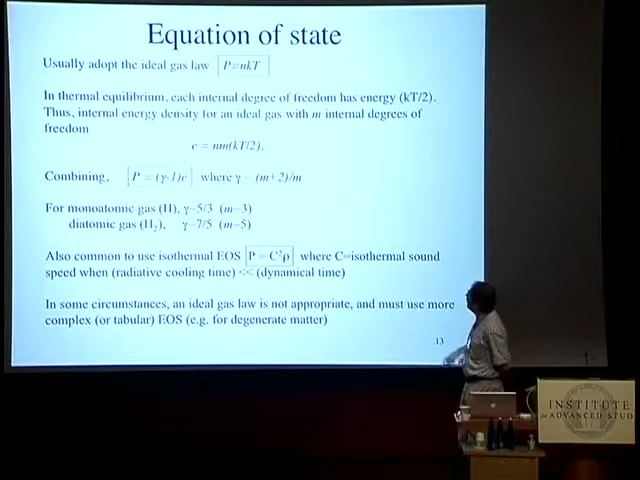 Equation of state
Usually adopt the ideal gas law P=nkT
In thermal equilibrium, each internal degree of freedom has energy (kT/2).
Thus, internal energy density for an ideal gas with m internal degrees of
freedom
e = nm(kT/2).
Combining, P = (γ-1)e where γ = (m+2)/m
For monoatomic gas (H), γ=5/3 (m=3)
diatomic gas (H₂), γ=7/5 (m=5)
Also common to use isothermal EOS P = C²ρ where C=isothermal sound
speed when (radiative cooling time) << (dynamical time)
In some circumstances, an ideal gas law is not appropriate, and must use more
complex (or tabular) EOS (e.g. for degenerate matter)
13
INSTITUTE
for ADVANCED STUD